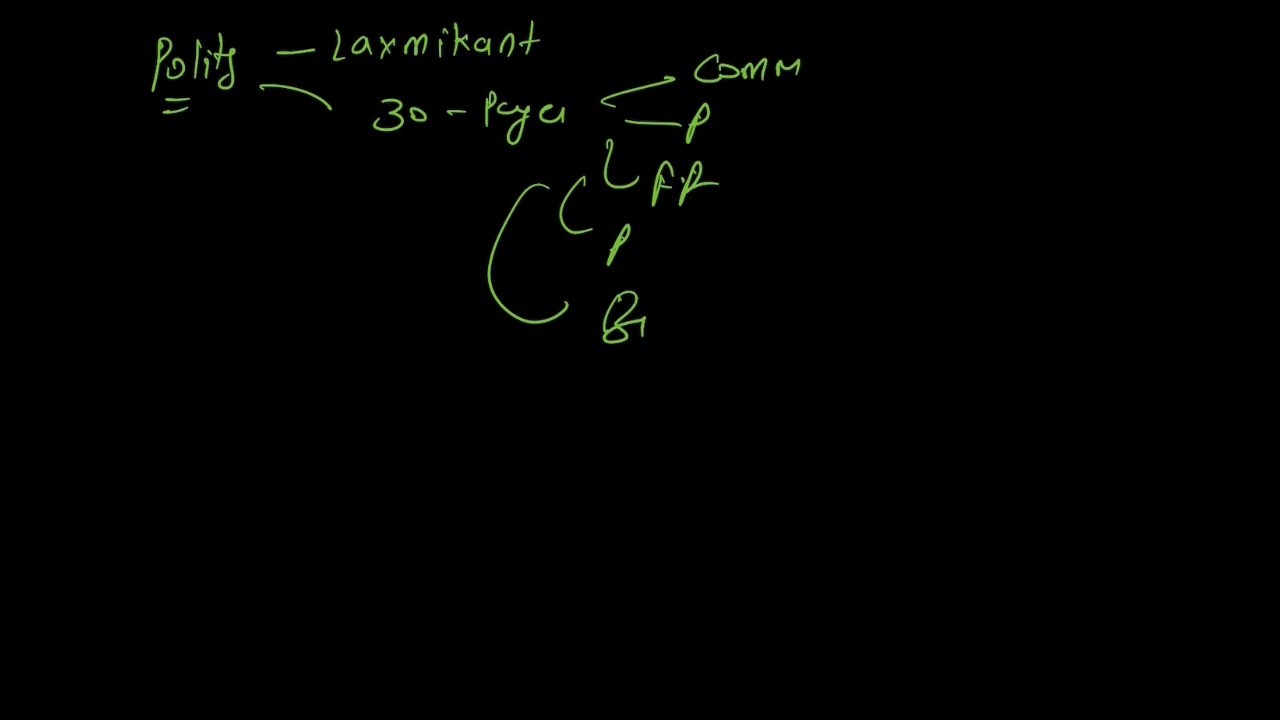 Polity - Laxmikant
30 - Pages
Comm
P
F.R
P